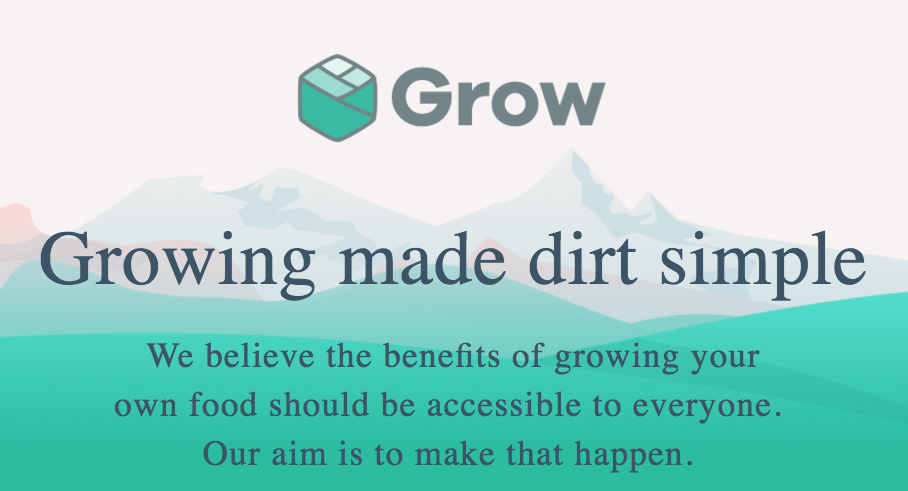 Grow
Growing made dirt simple
We believe the benefits of growing your
own food should be accessible to everyone.
Our aim is to make that happen.